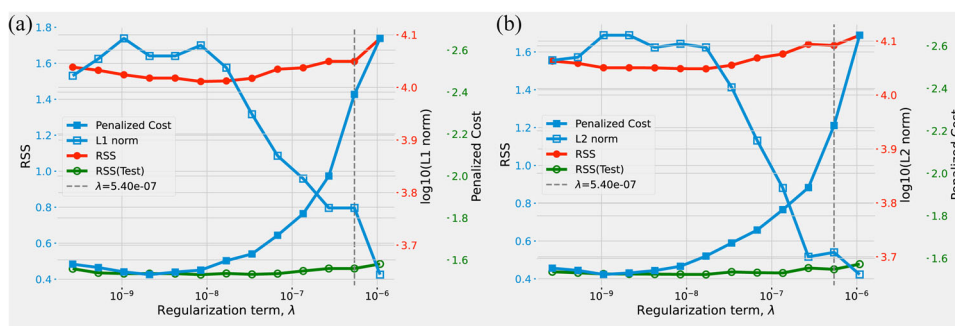 (a)
1.8
1.6
1.4
1.2
1.0
0.8
0.6
0.4
RSS
Penalized Cost
L1 norm
RSS
RSS(Test)
λ=5.40e-07
10⁻⁹
10⁻⁸
10⁻⁷
10⁻⁶
Regularization term, λ
4.1
4.0
3.9
3.8
3.7
log10(L1 norm)
2.6
2.4
2.2
2.0
1.8
1.6
Penalized Cost
(b)
1.6
1.4
1.2
1.0
0.8
0.6
0.4
RSS
Penalized Cost
L2 norm
RSS
RSS(Test)
λ=5.40e-07
10⁻⁹
10⁻⁸
10⁻⁷
10⁻⁶
Regularization term, λ
4.1
4.0
3.9
3.8
3.7
log10(L2 norm)
2.6
2.4
2.2
2.0
1.8
1.6
Penalized Cost